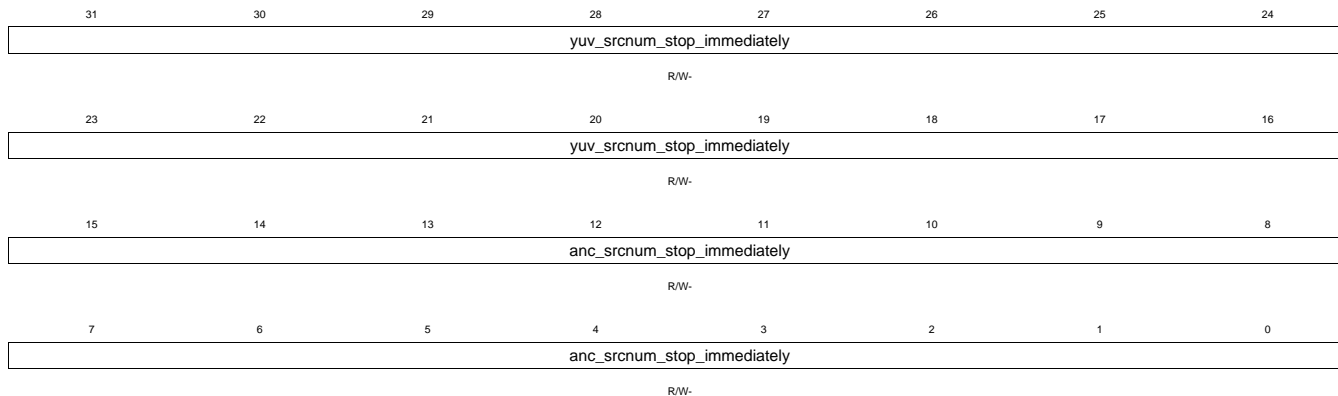 31 30 29 28 27 26 25 24
yuv_srcnum_stop_immediately
R/W-
23 22 21 20 19 18 17 16
yuv_srcnum_stop_immediately
R/W-
15 14 13 12 11 10 9 8
anc_srcnum_stop_immediately
R/W-
7 6 5 4 3 2 1 0
anc_srcnum_stop_immediately
R/W-